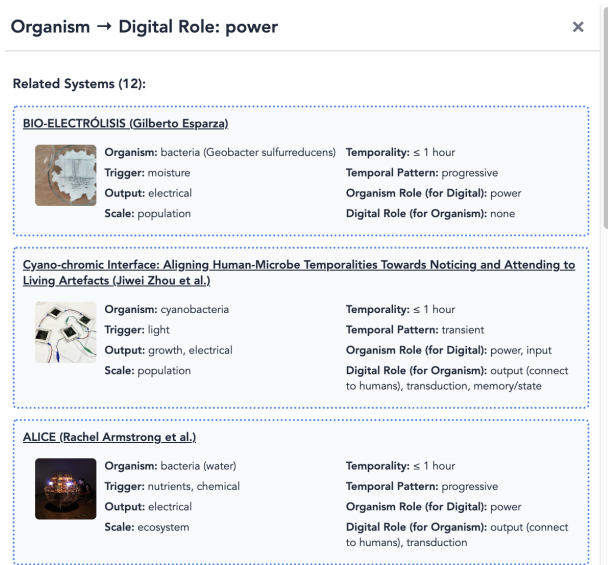 Organism → Digital Role: power
×
Related Systems (12):
BIO-ELECTRÓLISIS (Gilberto Esparza)
Organism: bacteria (Geobacter sulfurreducens)
Trigger: moisture
Output: electrical
Scale: population
Temporality: ≤ 1 hour
Temporal Pattern: progressive
Organism Role (for Digital): power
Digital Role (for Organism): none
Cyano-chromic Interface: Aligning Human-Microbe Temporalities Towards Noticing and Attending to
Living Artefacts (Jiwei Zhou et al.)
Organism: cyanobacteria
Trigger: light
Output: growth, electrical
Scale: population
Temporality: ≤ 1 hour
Temporal Pattern: transient
Organism Role (for Digital): power, input
Digital Role (for Organism): output (connect
to humans), transduction, memory/state
ALICE (Rachel Armstrong et al.)
Organism: bacteria (water)
Trigger: nutrients, chemical
Output: electrical
Scale: ecosystem
Temporality: ≤ 1 hour
Temporal Pattern: progressive
Organism Role (for Digital): power
Digital Role (for Organism): output (connect
to humans), transduction